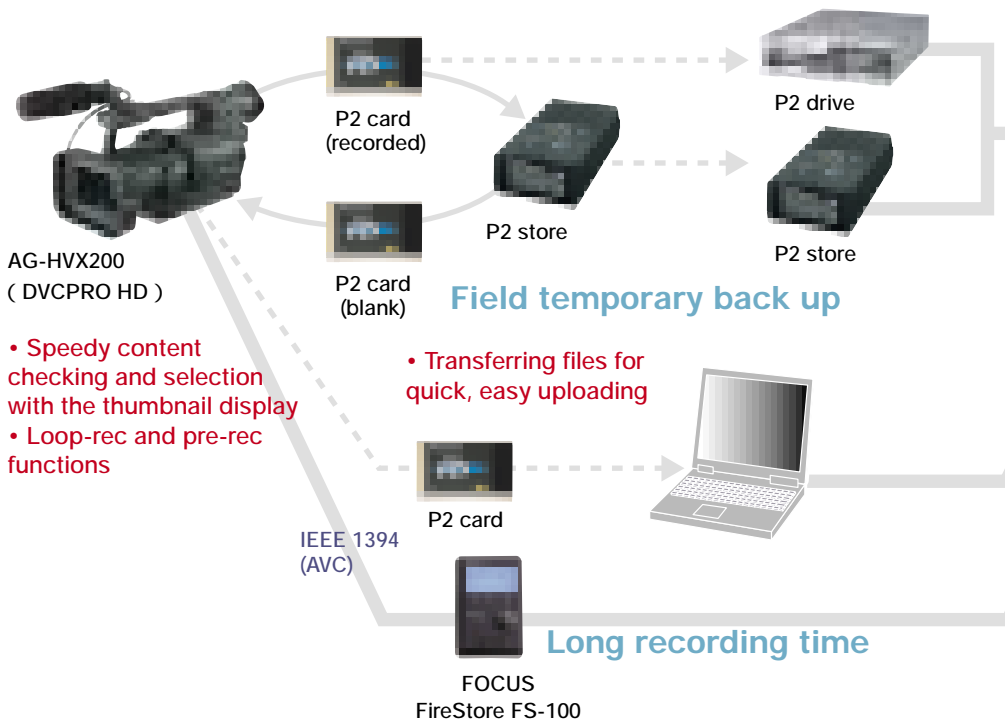 P2 card
(recorded)
P2 drive
P2 store
P2 store
AG-HVX200
( DVCPRO HD )
P2 card
(blank)
Field temporary back up
• Speedy content
checking and selection
with the thumbnail display
• Loop-rec and pre-rec
functions
• Transferring files for
quick, easy uploading
P2 card
IEEE 1394
(AVC)
Long recording time
FOCUS
FireStore FS-100